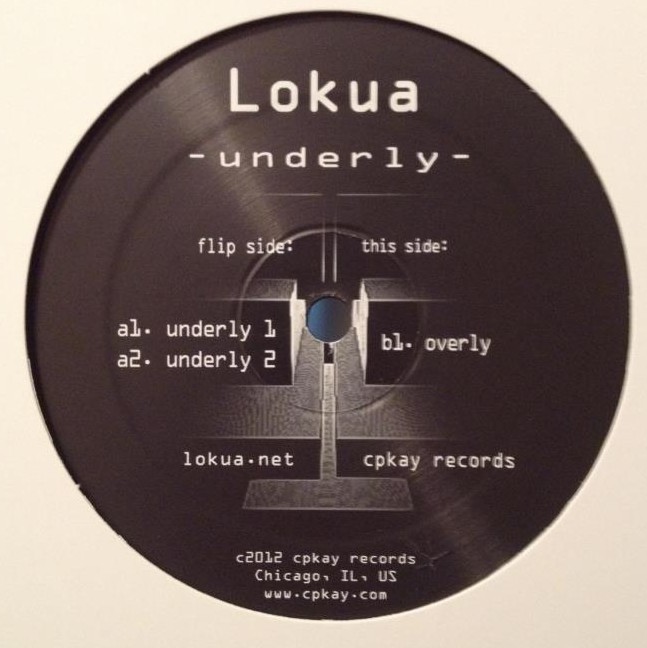 Lokua
-underly-
flip side: this side:
a1. underly 1
a2. underly 2
b1. overly
lokua.net cpkay records
c2012 cpkay records
Chicago, IL, US
www.cpkay.com